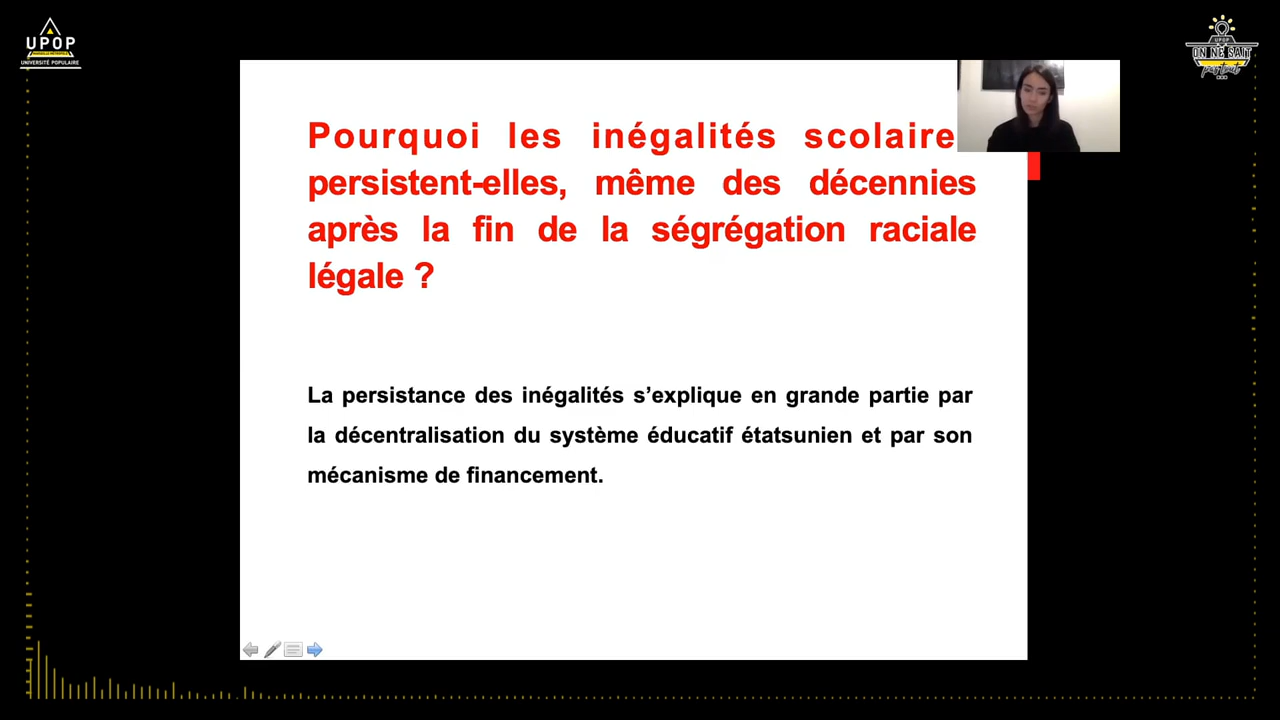 UPOP
UNIVERSITÉ POPULAIRE
UPOP
ON NE SAIT
partout
Pourquoi les inégalités scolaire
persistent-elles, même des décennies
après la fin de la ségrégation raciale
légale ?
La persistance des inégalités s’explique en grande partie par
la décentralisation du système éducatif étatsunien et par son
mécanisme de financement.